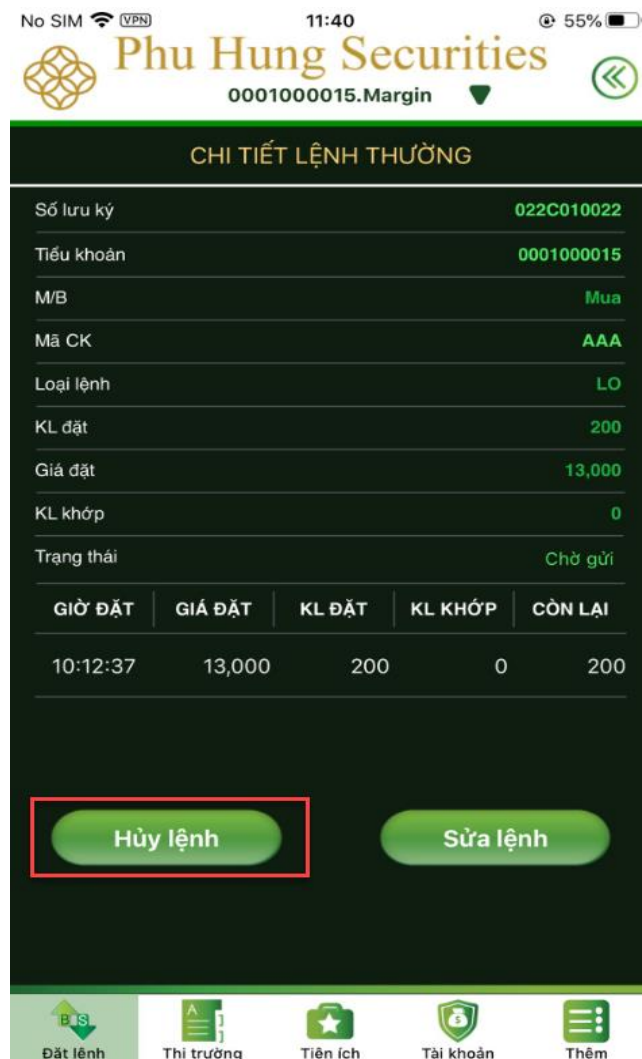 No SIM VPN 11:40 55%
Phu Hung Securities
0001000015.Margin
CHI TIẾT LỆNH THƯỜNG
Số lưu ký 022C010022
Tiểu khoản 0001000015
M/B Mua
Mã CK AAA
Loại lệnh LO
KL đặt 200
Giá đặt 13,000
KL khớp 0
Trạng thái Chờ gửi
GIỜ ĐẶT GIÁ ĐẶT KL ĐẶT KL KHỚP CÒN LẠI
10:12:37 13,000 200 0 200
Hủy lệnh Sửa lệnh
B S A $
Đặt lệnh Thị trường Tiện ích Tài khoản Thêm